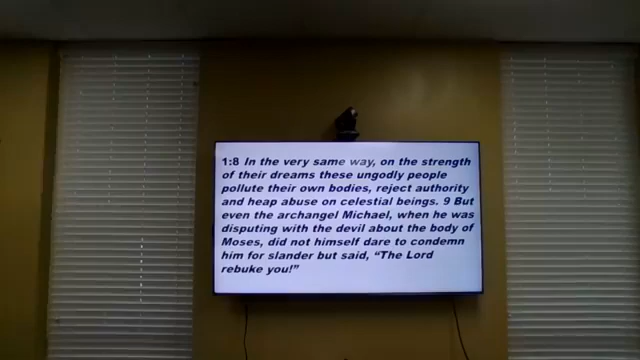 1:8 In the very same way, on the strength
of their dreams these ungodly people
pollute their own bodies, reject authority
and heap abuse on celestial beings. 9 But
even the archangel Michael, when he was
disputing with the devil about the body of
Moses, did not himself dare to condemn
him for slander but said, “The Lord
rebuke you!”